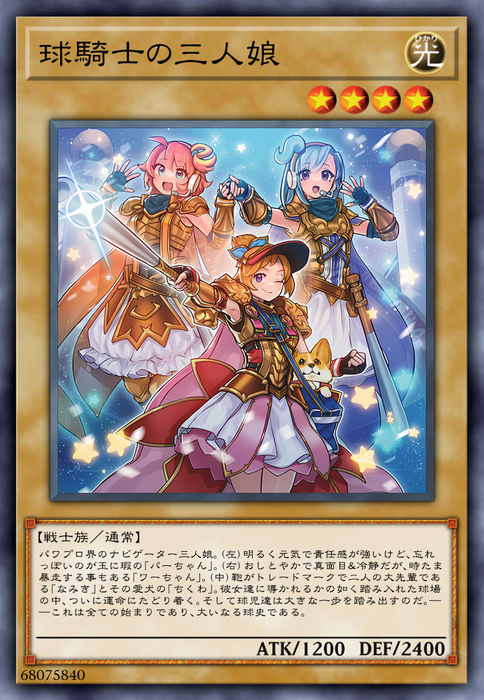 球騎士の三人娘
ひかり
光
【戦士族／通常】
パワプロ界のナビゲーター三人娘。(左)明るく元気で責任感が強いけど、忘れ
っぽいのが玉に瑕の「パーちゃん」。(右)おしとやかで真面目&冷静だが、時たま
暴走する事もある「ワーちゃん」。(中)鞄がトレードマークで二人の大先輩であ
る「なみき」とその愛犬の「ちくわ」。彼女達に導かれるかの如く踏み入れた球場
の中、ついに運命にたどり着く。そして球児達は大きな一歩を踏み出すのだ。―
―これは全ての始まりであり、大いなる球史である。
ATK/1200 DEF/2400
68075840